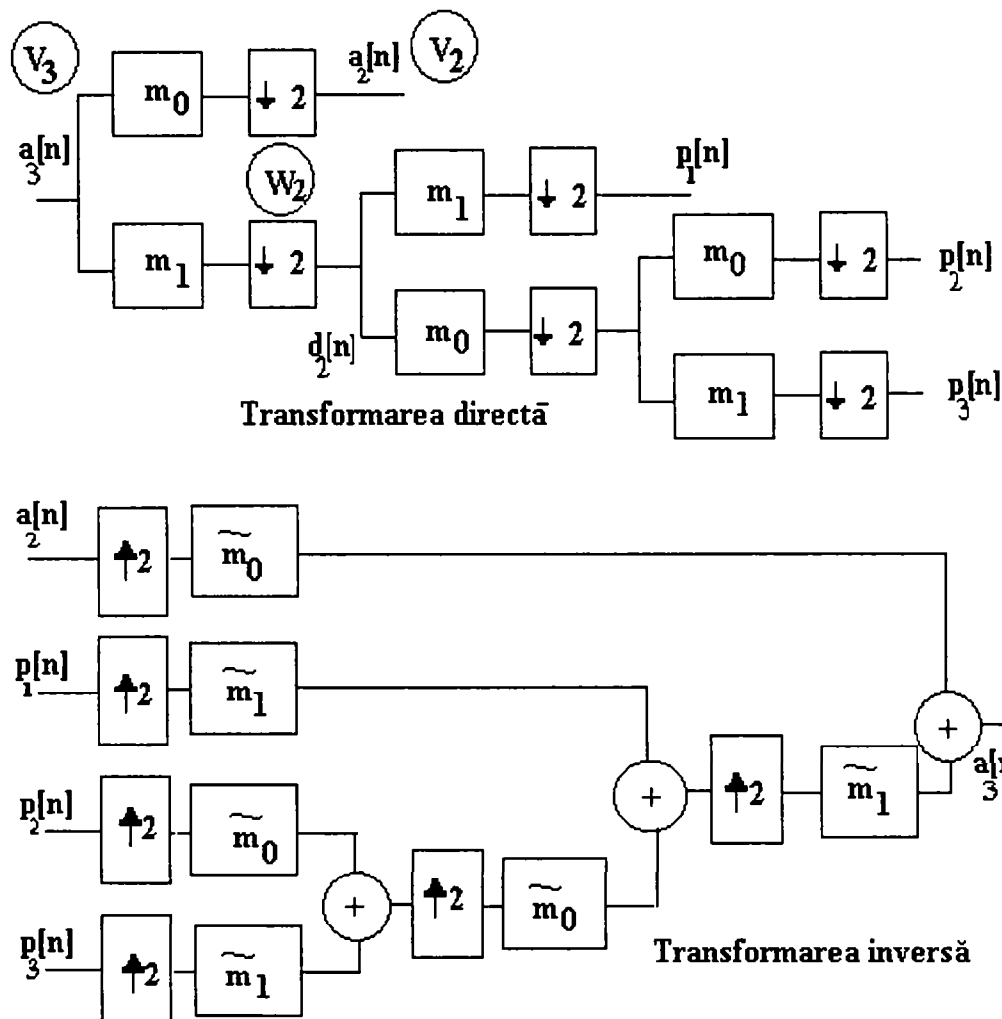 V₃
a₃[n]
m₀
↓ 2
a₂[n]
V₂
W₂
m₁
↓ 2
d₂[n]
m₁
↓ 2
p₁[n]
m₀
↓ 2
m₀
↓ 2
p₂[n]
m₁
↓ 2
p₃[n]
Transformarea directă
a₂[n]
↑2
m̃₀
p₁[n]
↑2
m̃₁
p₂[n]
↑2
m̃₀
p₃[n]
↑2
m̃₁
+
↑2
m̃₀
+
↑2
m̃₁
+
a₃[n
Transformarea inversă